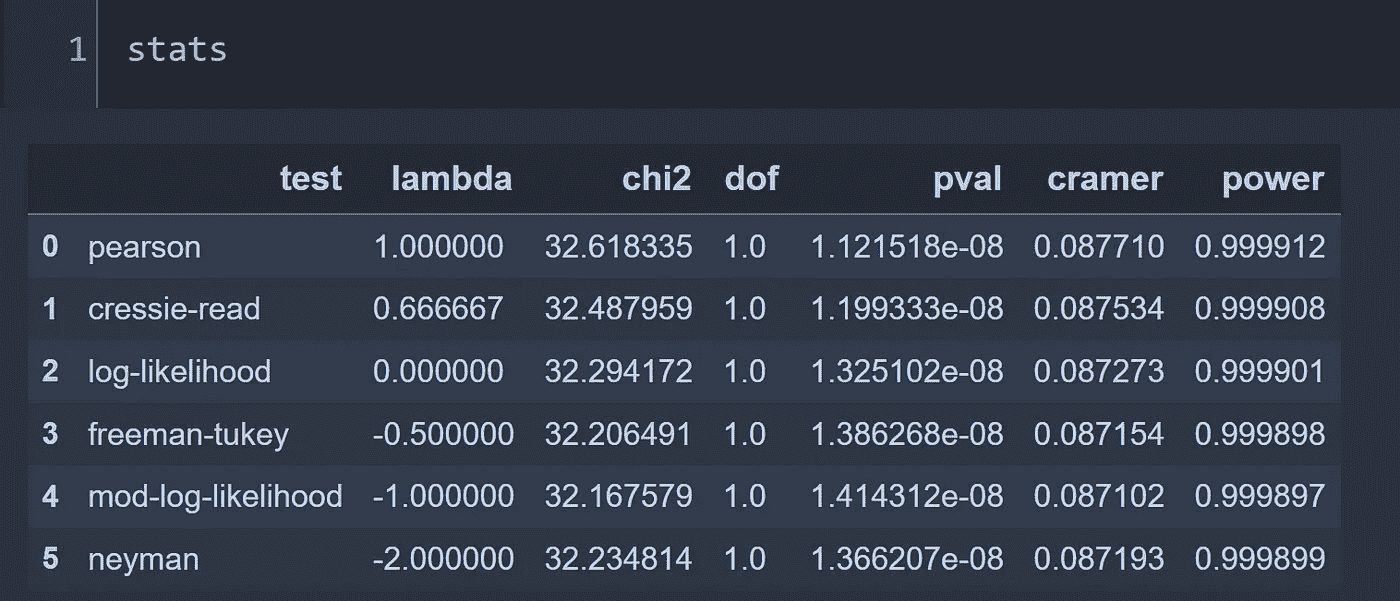 1 stats
test lambda chi2 dof pval cramer power
0 pearson 1.000000 32.618335 1.0 1.121518e-08 0.087710 0.999912
1 cressie-read 0.666667 32.487959 1.0 1.199333e-08 0.087534 0.999908
2 log-likelihood 0.000000 32.294172 1.0 1.325102e-08 0.087273 0.999901
3 freeman-tukey -0.500000 32.206491 1.0 1.386268e-08 0.087154 0.999898
4 mod-log-likelihood -1.000000 32.167579 1.0 1.414312e-08 0.087102 0.999897
5 neyman -2.000000 32.234814 1.0 1.366207e-08 0.087193 0.999899